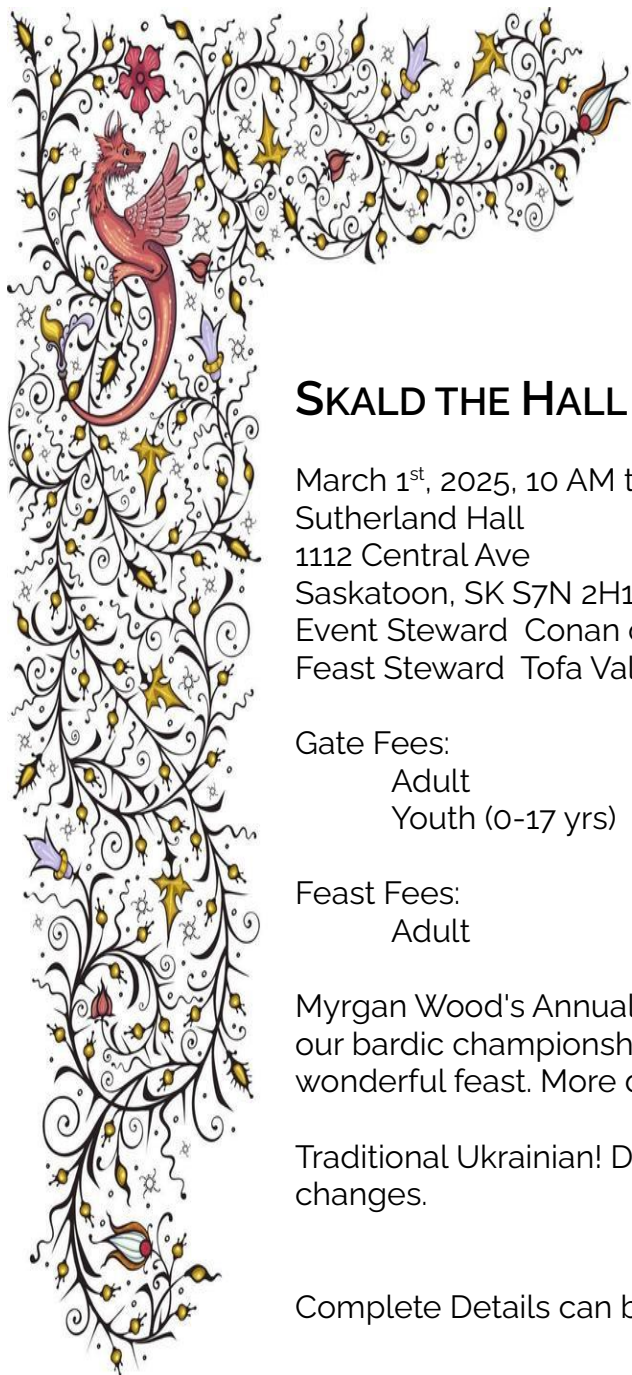 SKALD THE HALL
March 1st, 2025, 10 AM t
Sutherland Hall
1112 Central Ave
Saskatoon, SK S7N 2H1
Event Steward Conan
Feast Steward Tofa Val
Gate Fees:
Adult
Youth (0-17 yrs)
Feast Fees:
Adult
Myrgan Wood's Annual
our bardic championsh
wonderful feast. More
Traditional Ukrainian! D
changes.
Complete Details can b